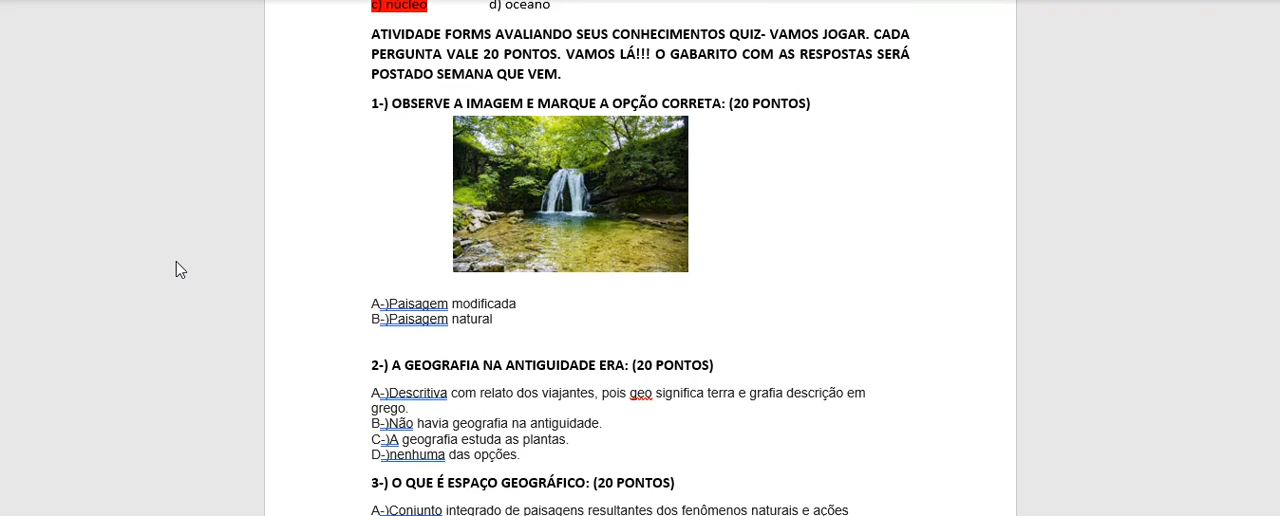 c) núcleo d) oceano
ATIVIDADE FORMS AVALIANDO SEUS CONHECIMENTOS QUIZ- VAMOS JOGAR. CADA
PERGUNTA VALE 20 PONTOS. VAMOS LÁ!!! O GABARITO COM AS RESPOSTAS SERÁ
POSTADO SEMANA QUE VEM.
1-) OBSERVE A IMAGEM E MARQUE A OPÇÃO CORRETA: (20 PONTOS)
A-)Paisagem modificada
B-)Paisagem natural
2-) A GEOGRAFIA NA ANTIGUIDADE ERA: (20 PONTOS)
A-)Descritiva com relato dos viajantes, pois geo significa terra e grafia descrição em
grego.
B-)Não havia geografia na antiguidade.
C-)A geografia estuda as plantas.
D-)nenhuma das opções.
3-) O QUE É ESPAÇO GEOGRÁFICO: (20 PONTOS)
A-)Conjunto integrado de paisagens resultantes dos fenômenos naturais e ações